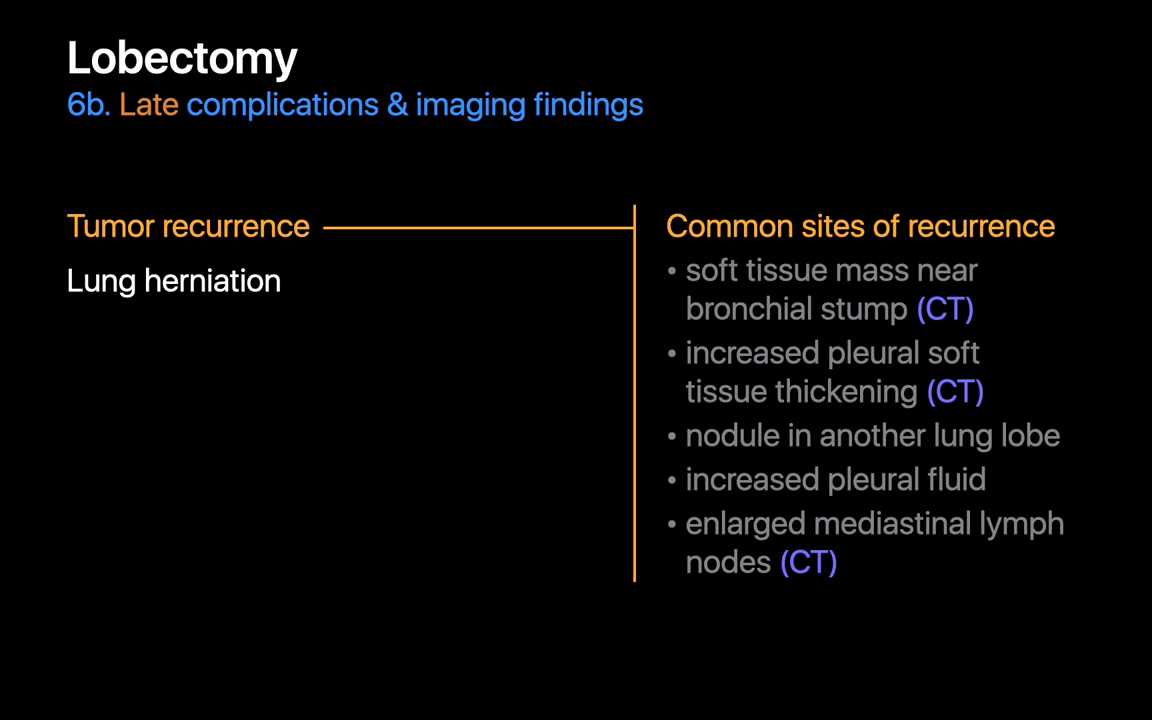 Lobectomy
6b. Late complications & imaging findings
Tumor recurrence
Lung herniation
Common sites of recurrence
• soft tissue mass near
bronchial stump (CT)
• increased pleural soft
tissue thickening (CT)
• nodule in another lung lobe
• increased pleural fluid
• enlarged mediastinal lymph
nodes (CT)